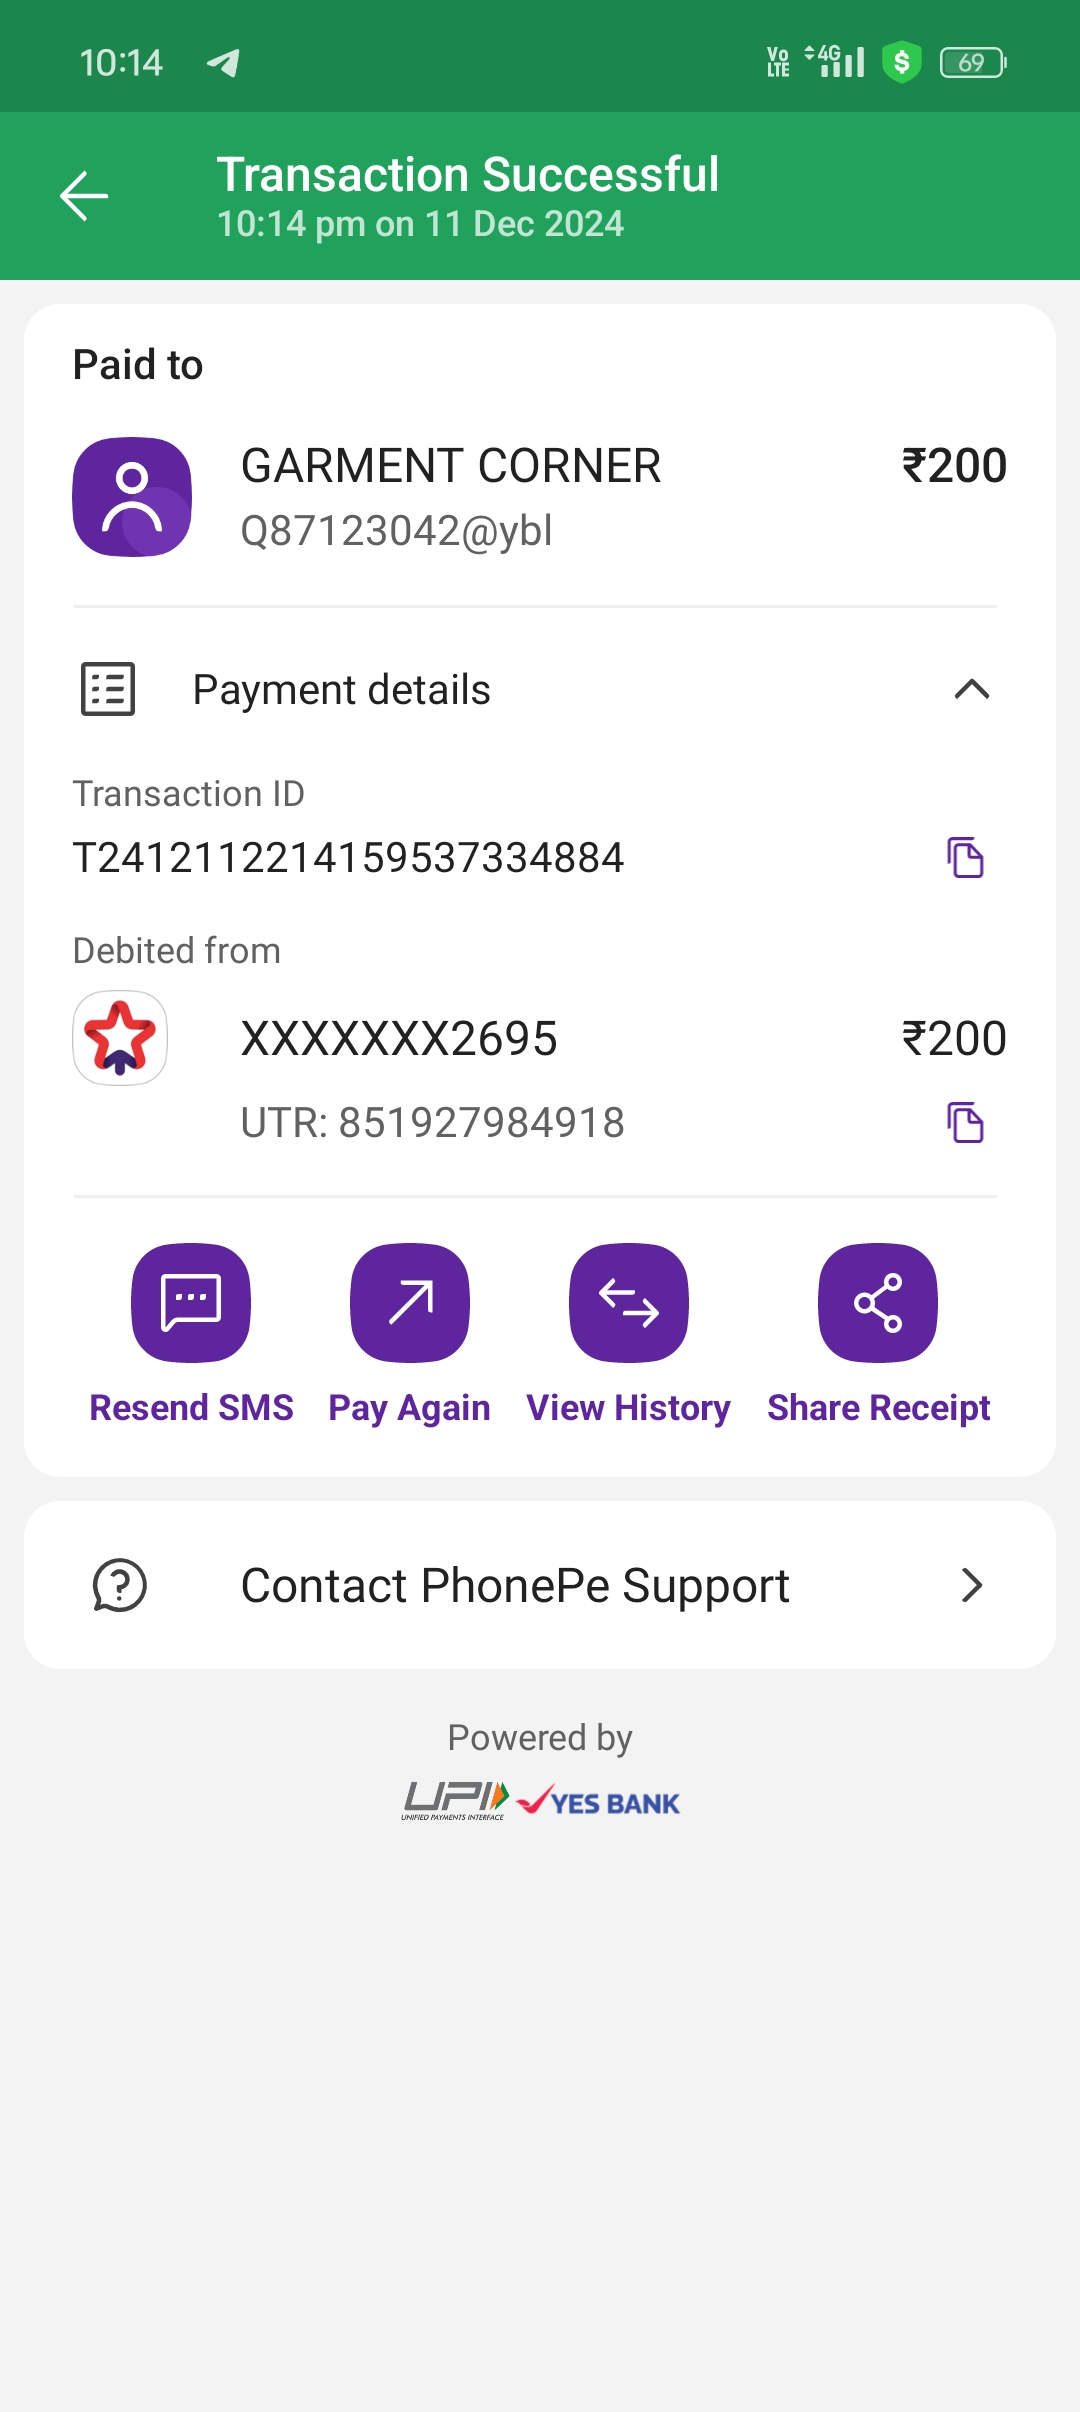 10:14
Vo
LTE
4G
$
69
Transaction Successful
10:14 pm on 11 Dec 2024
Paid to
GARMENT CORNER
₹200
Q87123042@ybl
Payment details
Transaction ID
T2412112214159537334884
Debited from
XXXXXXX2695
₹200
UTR: 851927984918
Resend SMS
Pay Again
View History
Share Receipt
Contact PhonePe Support
Powered by
UPI
UNIFIED PAYMENTS INTERFACE
YES BANK